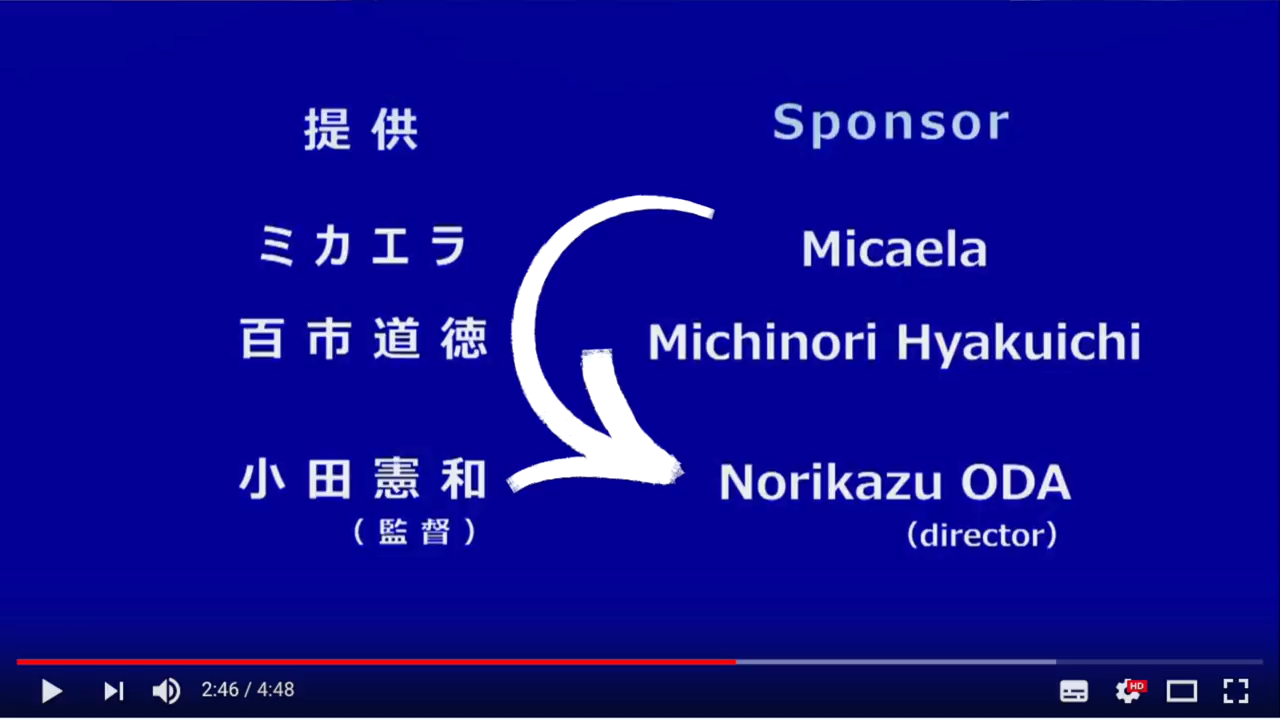 提供 Sponsor
ミカエラ Micaela
百市道徳 Michinori Hyakuichi
小田憲和 Norikazu ODA
(監督) (director)
2:46 / 4:48 HD